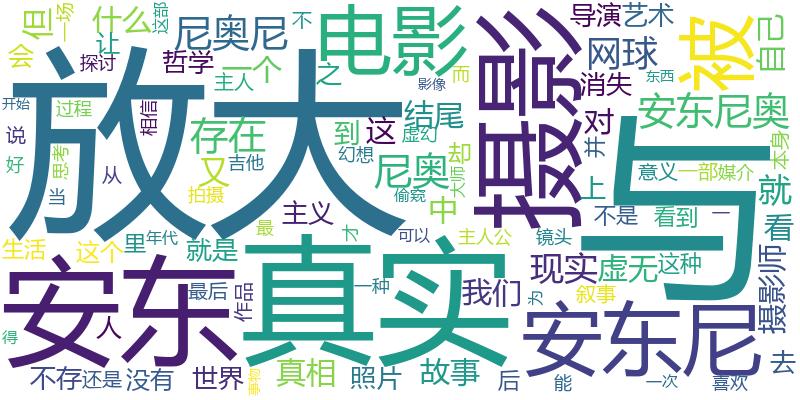 但
一场
什么
这部
让
会
尼奥尼
不
电影
摄影
导演
艺术
被
自己
探讨
哲学
一个
之
而
网球
主人
影像
消失
东西
放大
开始
过程
相信
存在
到
这
结尾
对
安东尼奥
说
虚幻
却
并
本身
好
思考
又
吉他
幻想
尼奥
大师
与
意义
一部
媒介
当
从
拍摄
偷窥
上
就
主义
中
不是
看到
一
看
生活
这个
里
年代
就是
最
真实
才
可以
主人公
镜头
现实
虚无
这种
摄影师
安东
人
最后
作品
一种
我们
为
叙事
安东尼
去
得
不存
还是
没有
世界
事物
真相
照片
故事
后
能
一次
喜欢